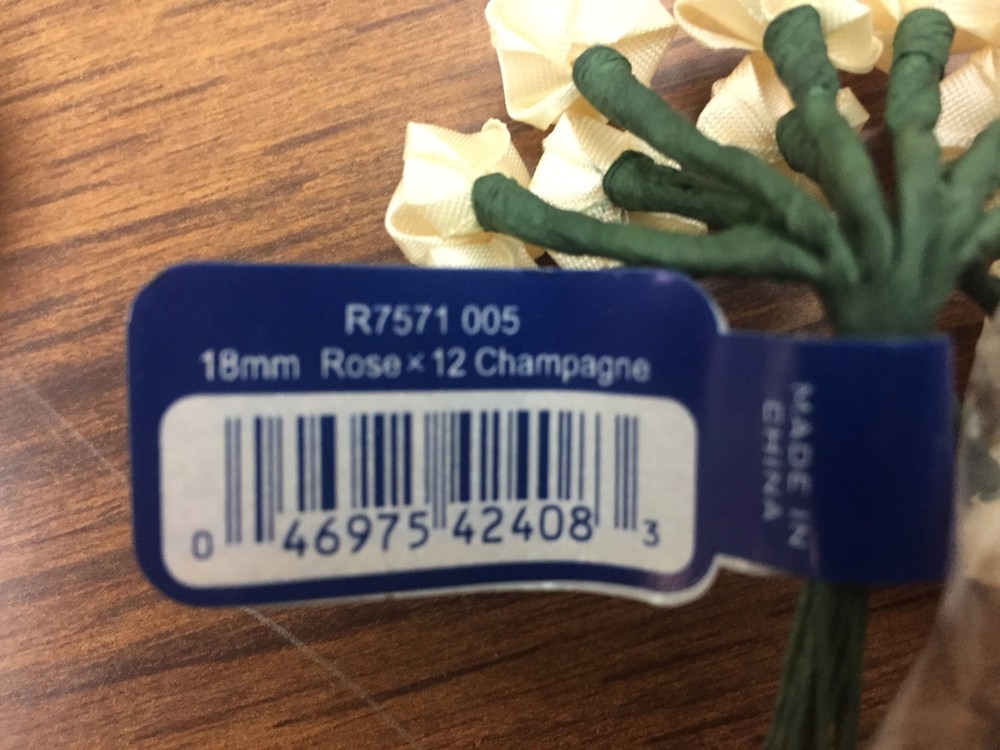 R7571 005
18mm Rose × 12 Champagne
0 46975 42408 3
MADE IN
CHINA